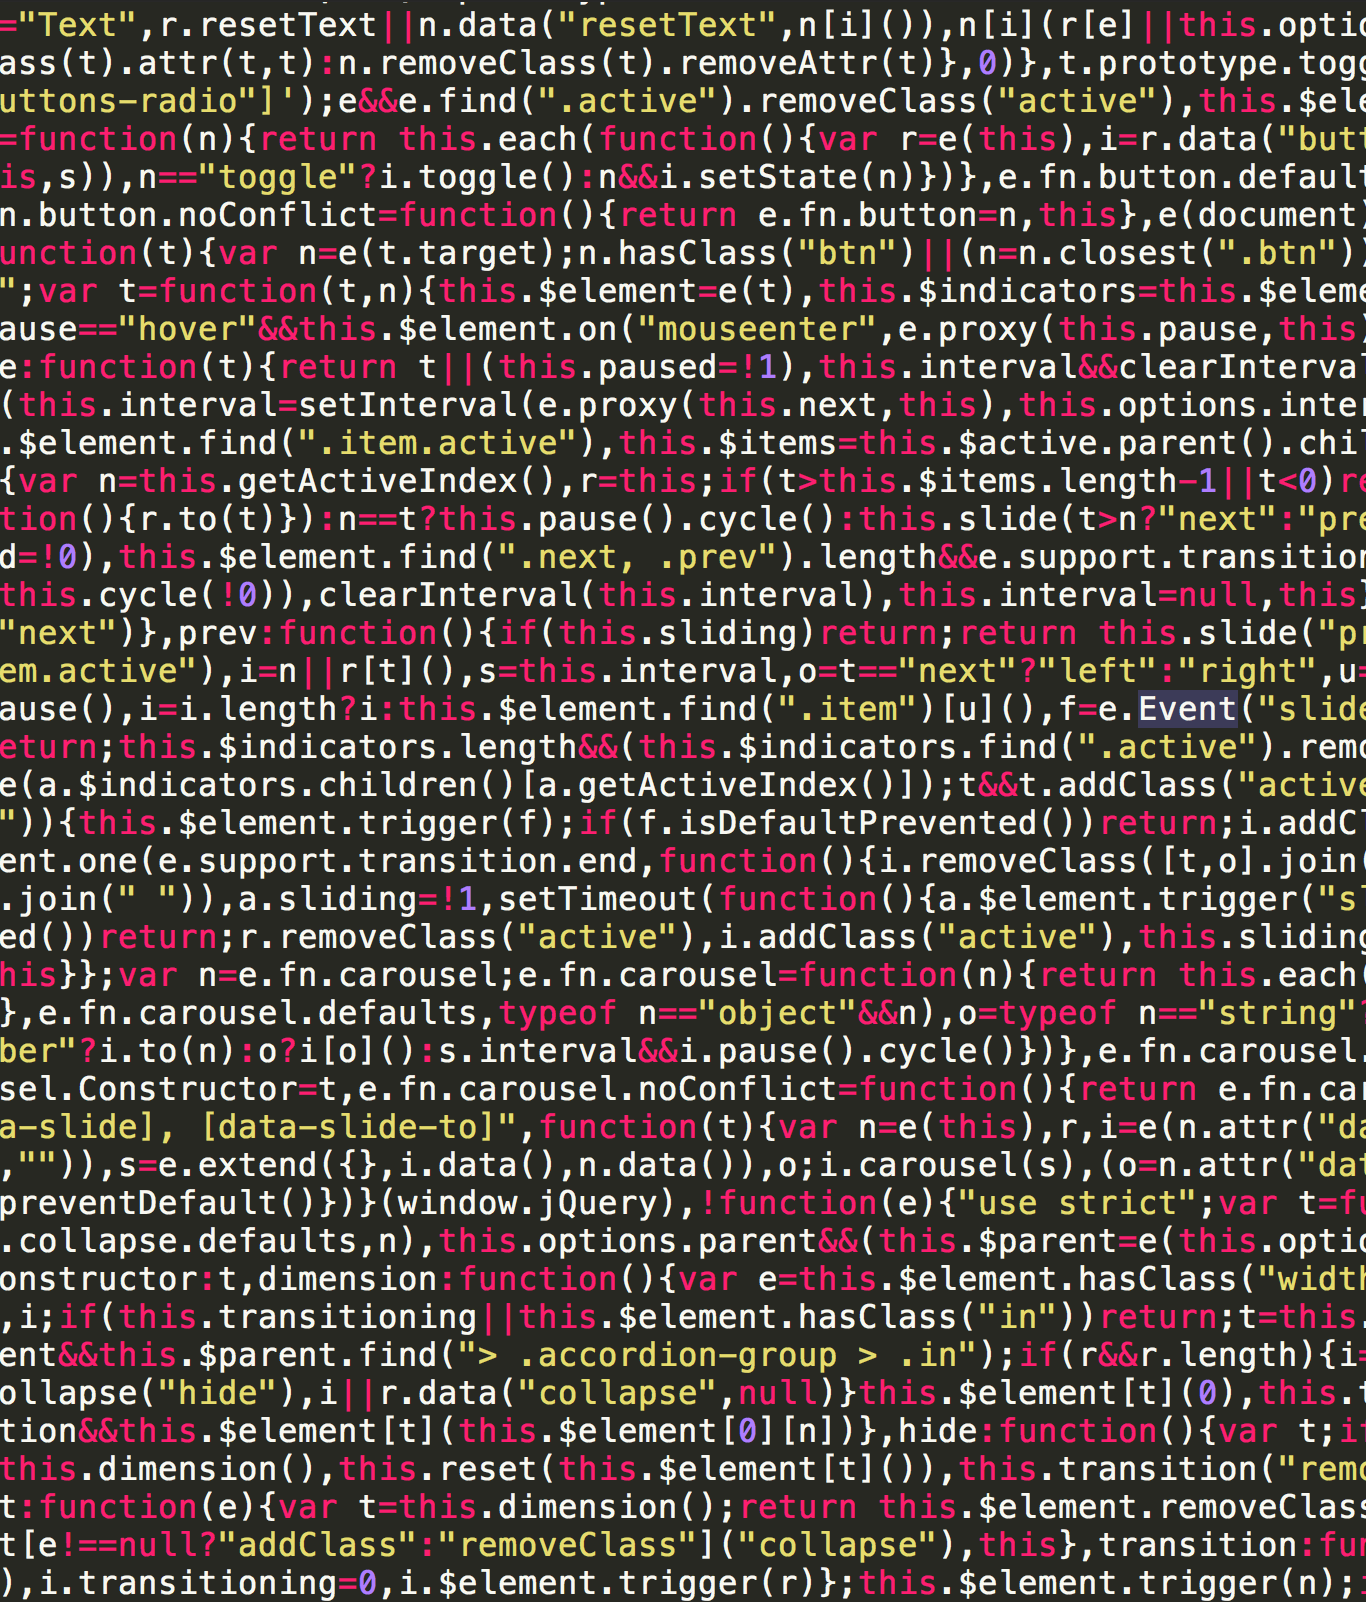 ="Text",r.resetText||n.data("resetText",n[i]()),n[i](r[e]||this.optio
ass(t).attr(t,t):n.removeClass(t).removeAttr(t)},0)},t.prototype.togg
uttons-radio"]');e&&e.find(".active").removeClass("active"),this.$ele
=function(n){return this.each(function(){var r=e(this),i=r.data("butt
is,s)),n=="toggle"?i.toggle():n&&i.setState(n)})},e.fn.button.default
n.button.noConflict=function(){return e.fn.button=n,this},e(document)
unction(t){var n=e(t.target);n.hasClass("btn")||(n=n.closest(".btn"))
";var t=function(t,n){this.$element=e(t),this.$indicators=this.$eleme
ause=="hover"&&this.$element.on("mouseenter",e.proxy(this.pause,this)
e:function(t){return t||(this.paused=!1),this.interval&&clearInterva
(this.interval=setInterval(e.proxy(this.next,this),this.options.inter
.$element.find(".item.active"),this.$items=this.$active.parent().chil
{var n=this.getActiveIndex(),r=this;if(t>this.$items.length-1||t<0)re
tion(){r.to(t)}):n==t?this.pause().cycle():this.slide(t>n?"next":"pre
d=!0),this.$element.find(".next, .prev").length&&e.support.transition
this.cycle(!0)),clearInterval(this.interval),this.interval=null,this}
"next")},prev:function(){if(this.sliding)return;return this.slide("pr
em.active"),i=n||r[t](),s=this.interval,o=t=="next"?"left":"right",u=
ause(),i=i.length?i:this.$element.find(".item")[u](),f=e.Event("slide
eturn;this.$indicators.length&&(this.$indicators.find(".active").remo
e(a.$indicators.children()[a.getActiveIndex()]);t&&t.addClass("active
")){this.$element.trigger(f);if(f.isDefaultPrevented())return;i.addCl
ent.one(e.support.transition.end,function(){i.removeClass([t,o].join(
.join(" ")),a.sliding=!1,setTimeout(function(){a.$element.trigger("sl
ed())return;r.removeClass("active"),i.addClass("active"),this.sliding
his}};var n=e.fn.carousel;e.fn.carousel=function(n){return this.each(
},e.fn.carousel.defaults,typeof n=="object"&&n),o=typeof n=="string"?
ber"?i.to(n):o?i[o]():s.interval&&i.pause().cycle()})},e.fn.carousel.
sel.Constructor=t,e.fn.carousel.noConflict=function(){return e.fn.car
a-slide], [data-slide-to]",function(t){var n=e(this),r,i=e(n.attr("da
,"")),s=e.extend({},i.data(),n.data()),o;i.carousel(s),(o=n.attr("dat
preventDefault()})}(window.jQuery),!function(e){"use strict";var t=fu
.collapse.defaults,n),this.options.parent&&(this.$parent=e(this.optio
onstructor:t,dimension:function(){var e=this.$element.hasClass("width
,i;if(this.transitioning||this.$element.hasClass("in"))return;t=this.
ent&&this.$parent.find("> .accordion-group > .in");if(r&&r.length){i=
ollapse("hide"),i||r.data("collapse",null)}this.$element[t](0),this.t
tion&&this.$element[t](this.$element[0][n])},hide:function(){var t;if
this.dimension(),this.reset(this.$element[t]()),this.transition("remo
t:function(e){var t=this.dimension();return this.$element.removeClass
t[e!==null?"addClass":"removeClass"]("collapse"),this},transition:fun
),i.transitioning=0,i.$element.trigger(r)};this.$element.trigger(n);i